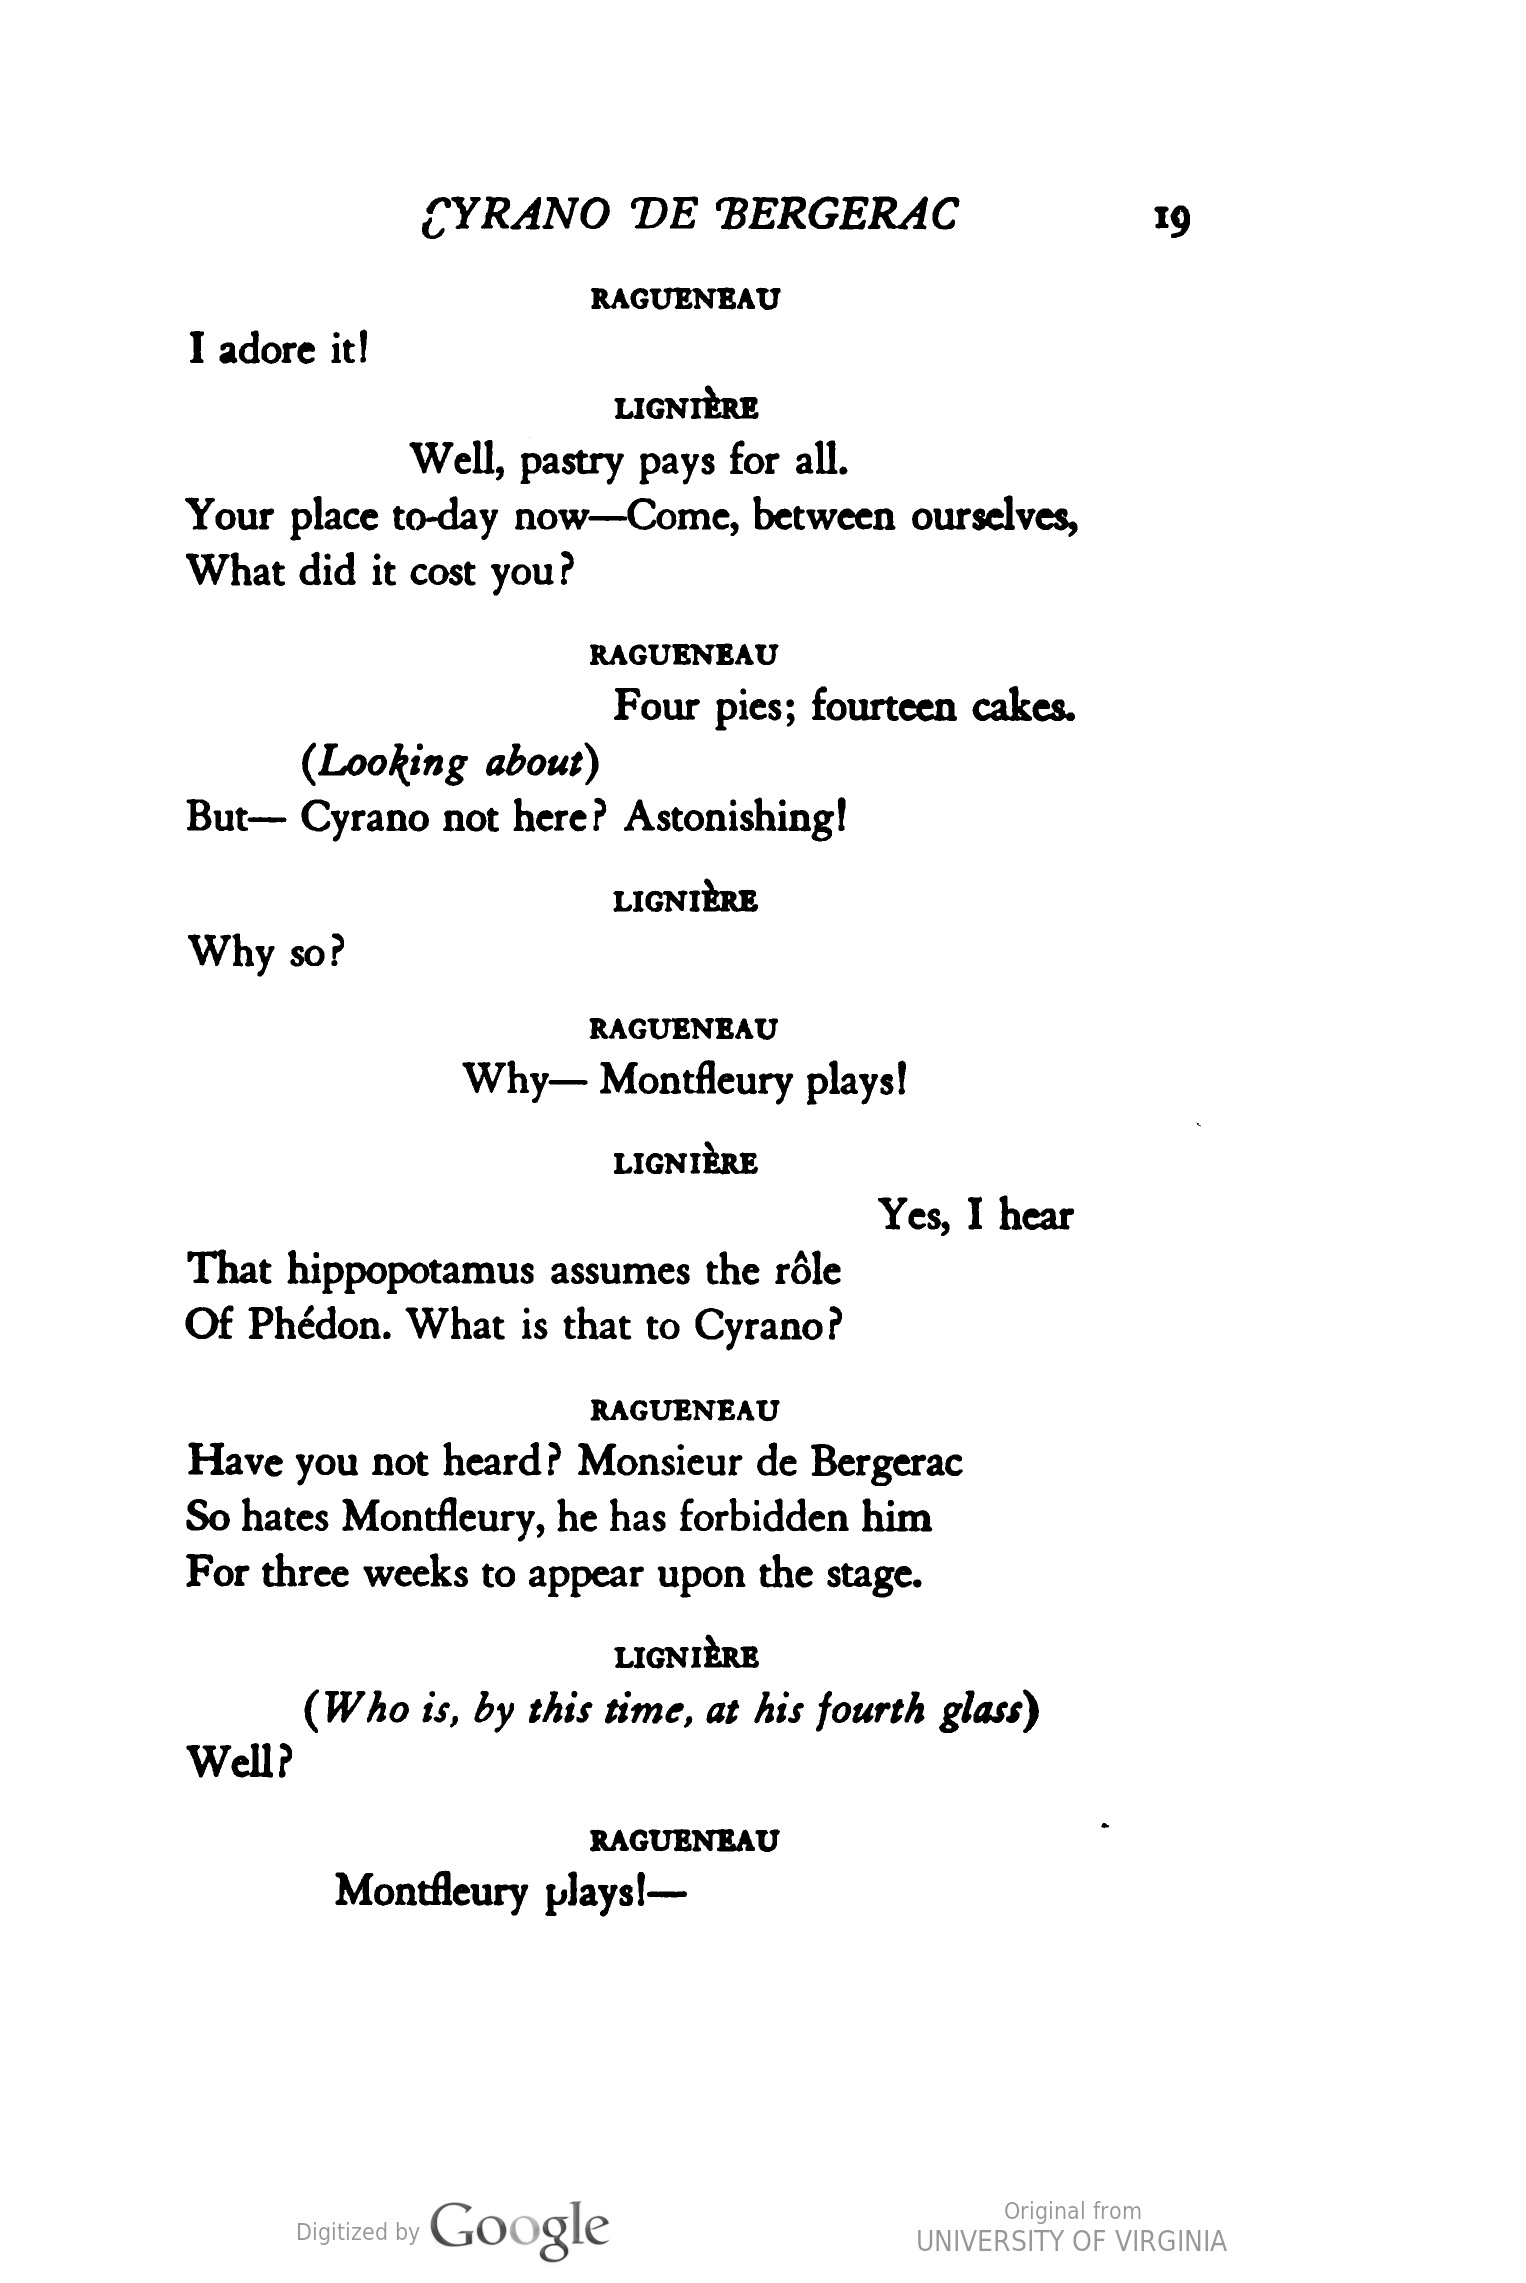 CYRANO DE BERGERAC 19
RAGUENEAU
I adore it!
LIGNIÈRE
Well, pastry pays for all.
Your place to-day now—Come, between ourselves,
What did it cost you?
RAGUENEAU
Four pies; fourteen cakes.
(Looking about)
But— Cyrano not here? Astonishing!
LIGNIÈRE
Why so?
RAGUENEAU
Why— Montfleury plays!
LIGNIÈRE
Yes, I hear
That hippopotamus assumes the rôle
Of Phédon. What is that to Cyrano?
RAGUENEAU
Have you not heard? Monsieur de Bergerac
So hates Montfleury, he has forbidden him
For three weeks to appear upon the stage.
LIGNIÈRE
(Who is, by this time, at his fourth glass)
Well?
RAGUENEAU
Montfleury plays!—
Digitized by Google
Original from
UNIVERSITY OF VIRGINIA